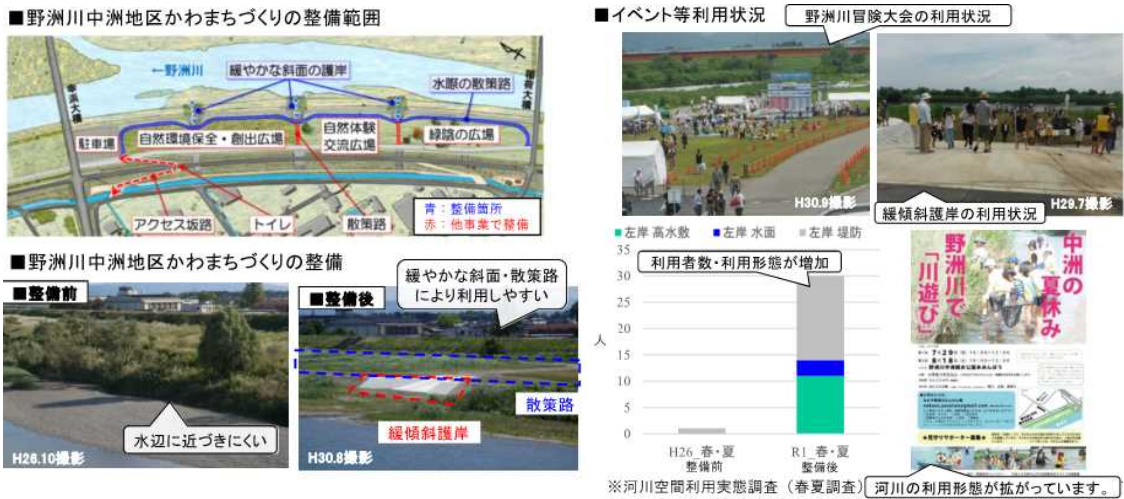 ■野洲川中洲地区かわまちづくりの整備範囲
←野洲川
緩やかな斜面の護岸
水際の散策路
幸浜大橋
稲荷大橋
駐車場
自然環境保全・創出広場
自然体験
交流広場
緑陰の広場
アクセス坂路
トイレ
散策路
青：整備箇所
赤：他事業で整備
■野洲川中洲地区かわまちづくりの整備
■整備前
水辺に近づきにくい
H26.10撮影
■整備後
緩やかな斜面・散策路
により利用しやすい
散策路
緩傾斜護岸
H30.8撮影
■イベント等利用状況
野洲川冒険大会の利用状況
H30.9撮影
H29.7撮影
緩傾斜護岸の利用状況
■左岸 高水敷 ■左岸 水面 ■左岸 堤防
利用者数・利用形態が増加
人
35
30
25
20
15
10
5
0
H26_春・夏
整備前
R1_春・夏
整備後
※河川空間利用実態調査（春夏調査）
中洲の夏休み
野洲川で
「川遊び」
河川の利用形態が拡がっています。